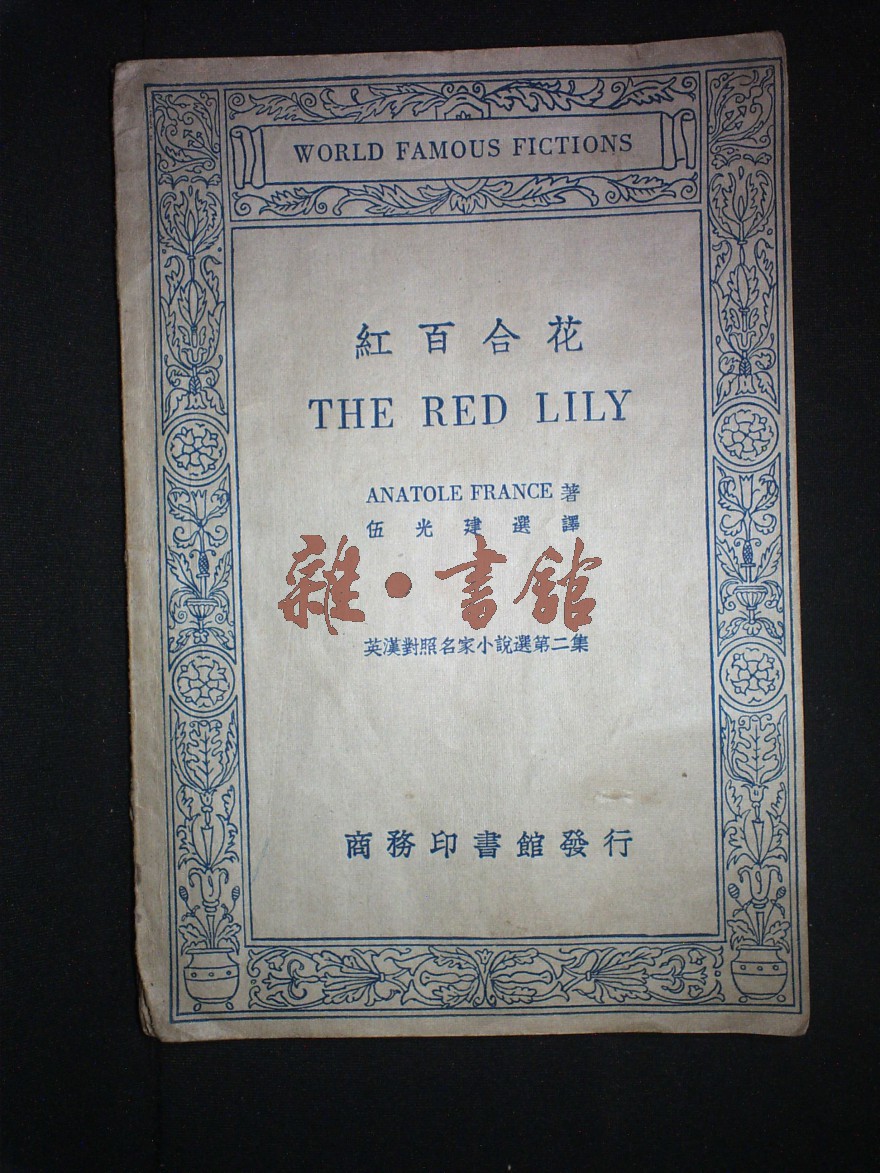 WORLD FAMOUS FICTIONS
紅百合花
THE RED LILY
ANATOLE FRANCE 著
伍光建選譯
雜·書館
英漢對照名家小說選第二集
商務印書館發行